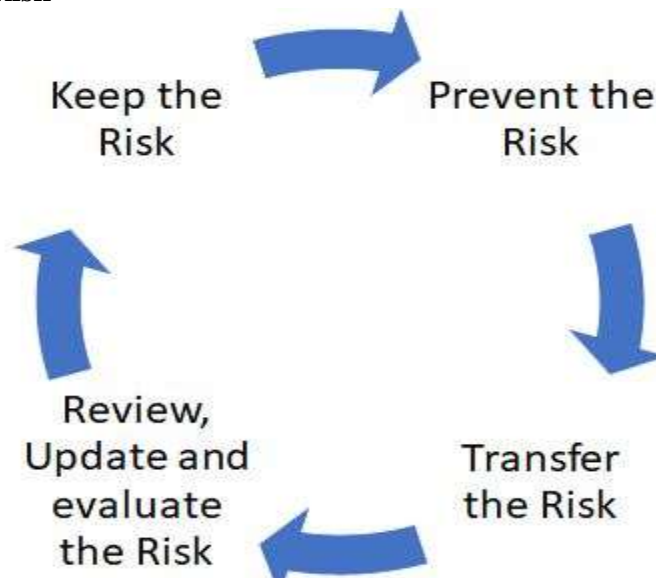 Keep the
Risk
Prevent the
Risk
Transfer
the Risk
Review,
Update and
evaluate
the Risk